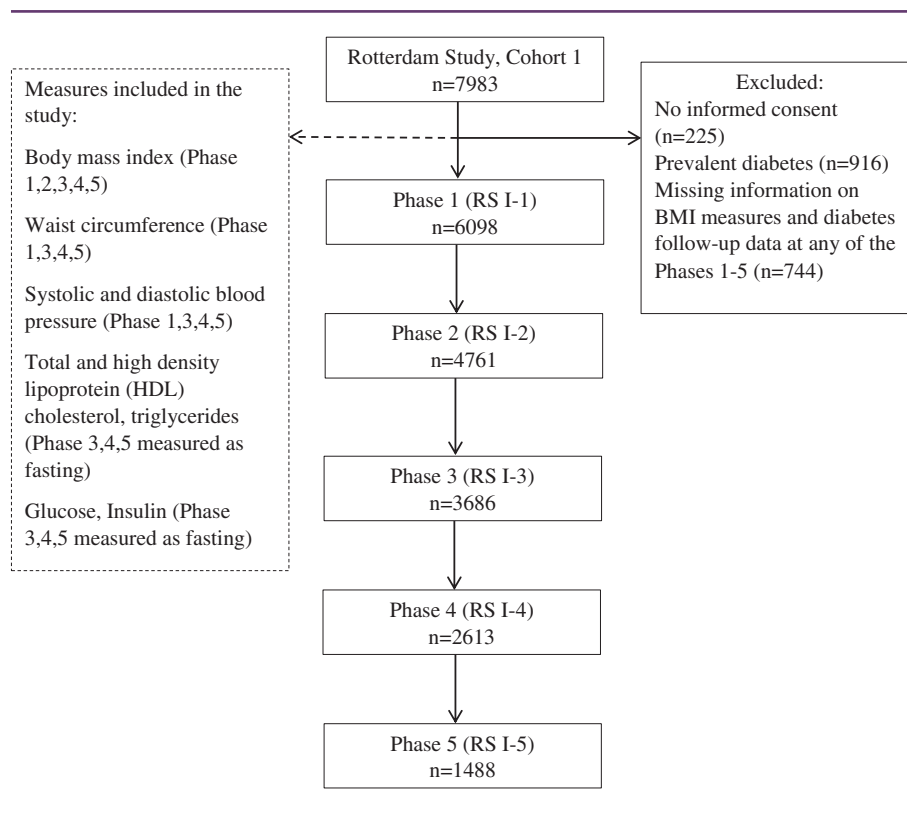 Rotterdam Study, Cohort 1
n=7983
Measures included in the
study:
Body mass index (Phase
1,2,3,4,5)
Waist circumference (Phase
1,3,4,5)
Systolic and diastolic blood
pressure (Phase 1,3,4,5)
Total and high density
lipoprotein (HDL)
cholesterol, triglycerides
(Phase 3,4,5 measured as
fasting)
Glucose, Insulin (Phase
3,4,5 measured as fasting)
Excluded:
No informed consent
(n=225)
Prevalent diabetes (n=916)
Missing information on
BMI measures and diabetes
follow-up data at any of the
Phases 1-5 (n=744)
Phase 1 (RS I-1)
n=6098
Phase 2 (RS I-2)
n=4761
Phase 3 (RS I-3)
n=3686
Phase 4 (RS I-4)
n=2613
Phase 5 (RS I-5)
n=1488